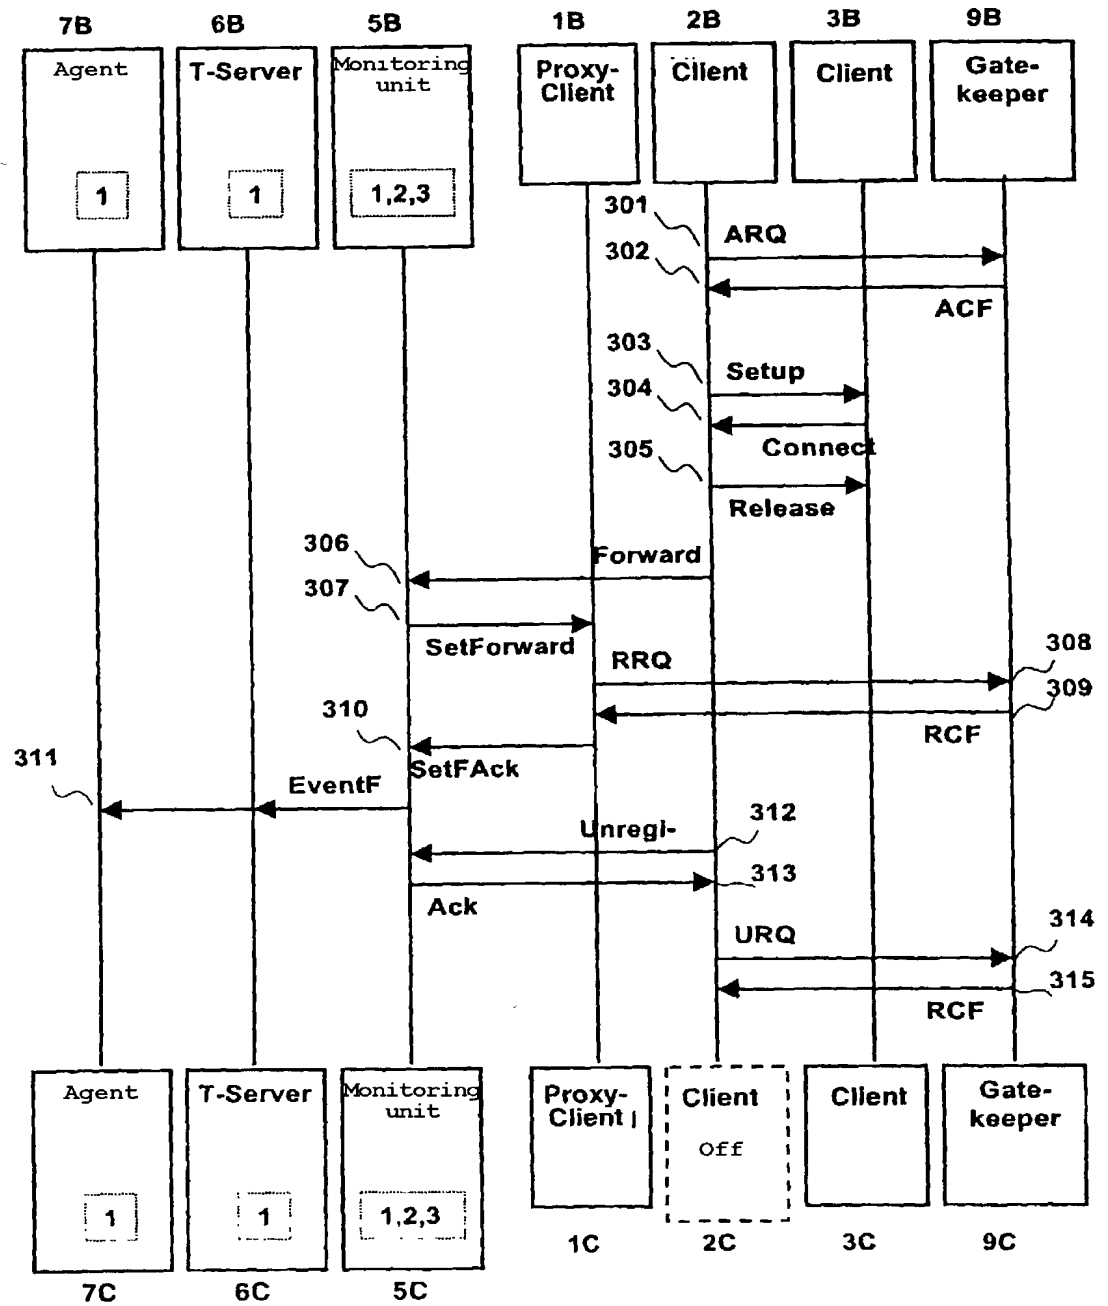 7B
6B
5B
1B
2B
3B
9B
Agent
T-Server
Monitoring
unit
Proxy-
Client
Client
Client
Gate-
keeper
1
1
1,2,3
301
ARQ
302
ACF
303
Setup
304
Connect
305
Release
306
Forward
307
SetForward
308
RRQ
309
RCF
310
SetFAck
311
EventF
312
Unregi-
313
Ack
314
URQ
315
RCF
Agent
T-Server
Monitoring
unit
Proxy-
Client
Client
Off
Client
Gate-
keeper
1
1
1,2,3
7C
6C
5C
1C
2C
3C
9C